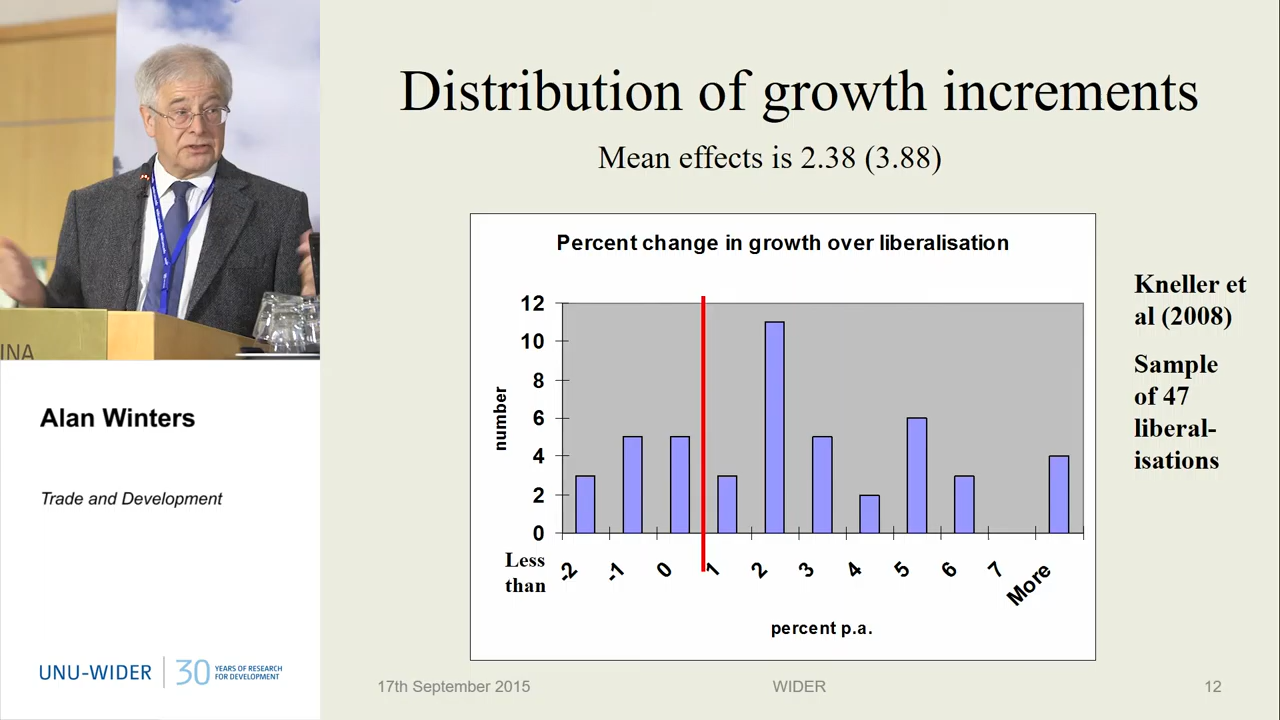 INA
Alan Winters
Trade and Development
UNU-WIDER
30 YEARS OF RESEARCH
FOR DEVELOPMENT
Distribution of growth increments
Mean effects is 2.38 (3.88)
Percent change in growth over liberalisation
12
10
8
6
4
2
0
number
Less
than
-2 -1 0 1 2 3 4 5 6 7 More
percent p.a.
Kneller et
al (2008)
Sample
of 47
liberal-
isations
17th September 2015
WIDER
12